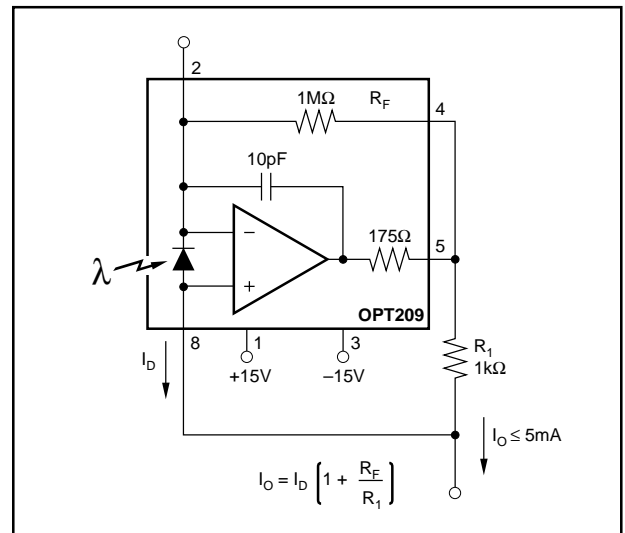 2
1MΩ R_F 4
10pF
175Ω 5
−
+
λ
OPT209
8 1 3
I_D
+15V −15V
R_1
1kΩ
I_O ≤ 5mA
I_O = I_D (1 + R_F / R_1)